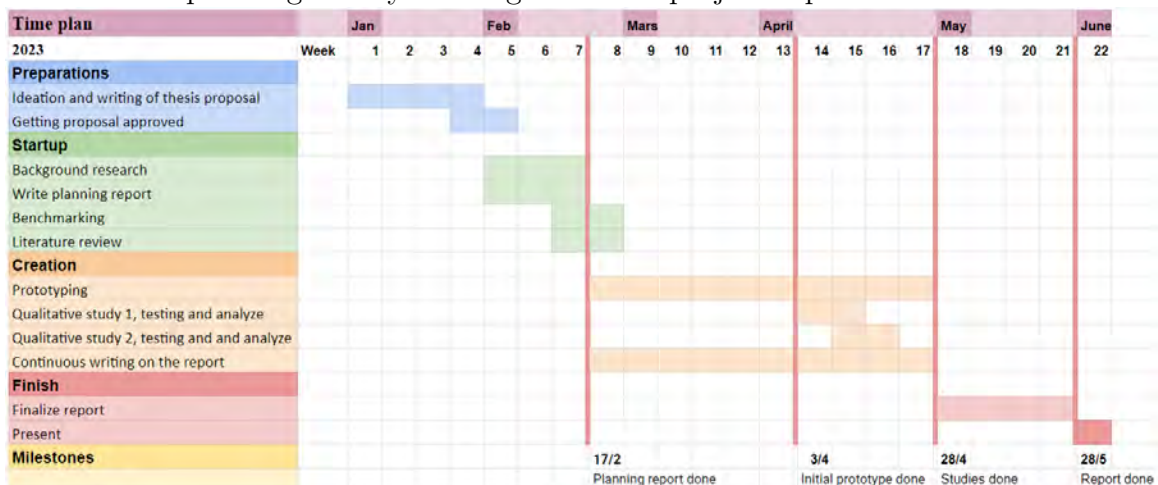 Time plan Jan Feb Mars April May June
2023 Week 1 2 3 4 5 6 7 8 9 10 11 12 13 14 15 16 17 18 19 20 21 22
Preparations
Ideation and writing of thesis proposal
Getting proposal approved
Startup
Background research
Write planning report
Benchmarking
Literature review
Creation
Prototyping
Qualitative study 1, testing and analyze
Qualitative study 2, testing and and analyze
Continuous writing on the report
Finish
Finalize report
Present
Milestones 17/2 3/4 28/4 28/5
Planning report done Initial prototype done Studies done Report done